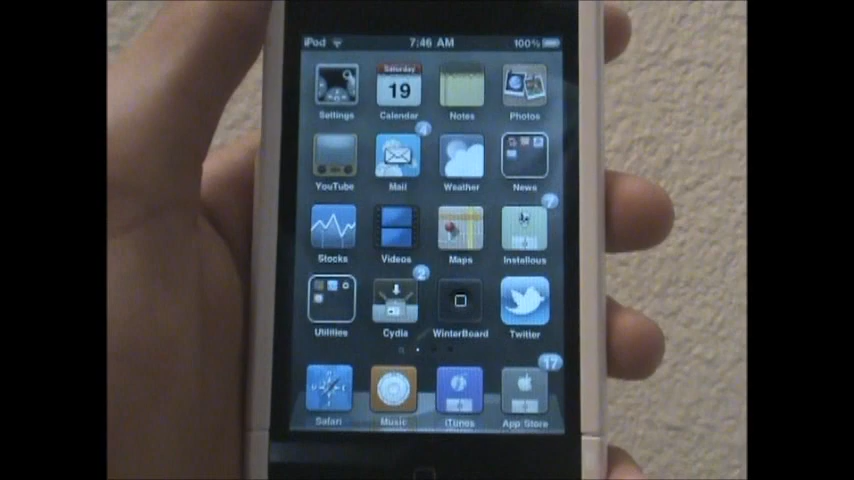 iPod 7:46 AM 100%
Saturday
19
Settings Calendar Notes Photos
4
YouTube Mail Weather News
7
Stocks Videos Maps Installous
2
Utilities Cydia WinterBoard Twitter
17
Safari Music iTunes App Store